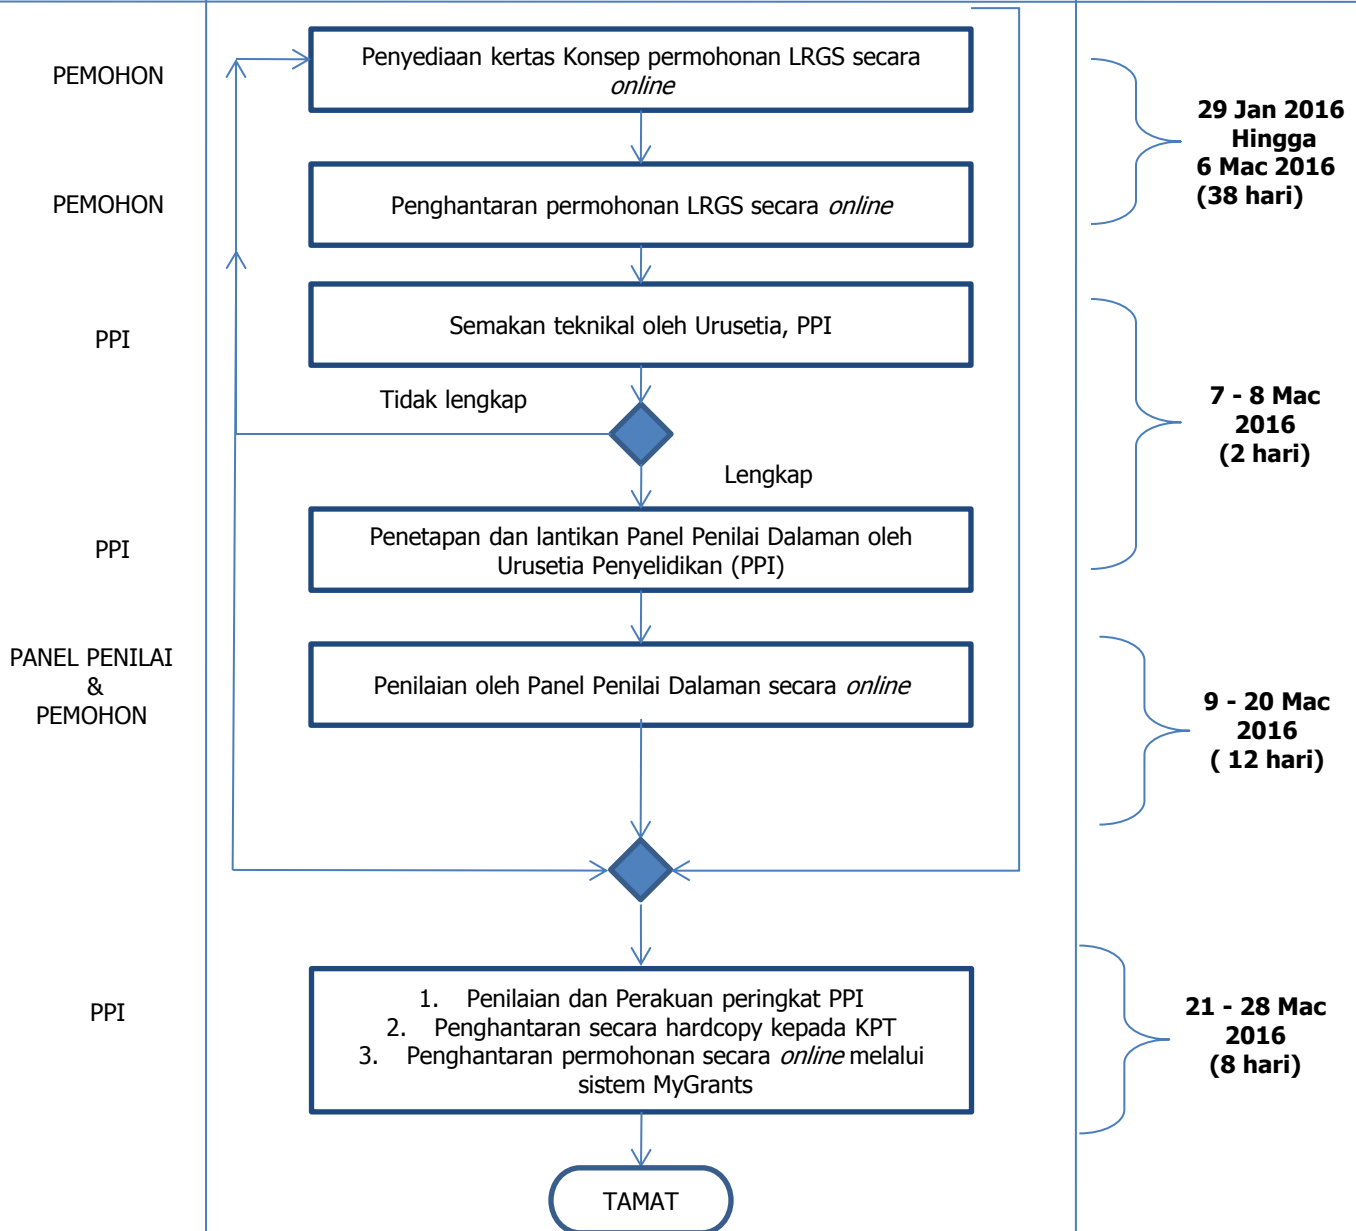 PEMOHON
Penyediaan kertas Konsep permohonan LRGS secara
online
29 Jan 2016
Hingga
6 Mac 2016
(38 hari)
PEMOHON
Penghantaran permohonan LRGS secara online
PPI
Semakan teknikal oleh Urusetia, PPI
Tidak lengkap
7 - 8 Mac
2016
(2 hari)
Lengkap
PPI
Penetapan dan lantikan Panel Penilai Dalaman oleh
Urusetia Penyelidikan (PPI)
PANEL PENILAI
&
PEMOHON
Penilaian oleh Panel Penilai Dalaman secara online
9 - 20 Mac
2016
( 12 hari)
PPI
1. Penilaian dan Perakuan peringkat PPI
2. Penghantaran secara hardcopy kepada KPT
3. Penghantaran permohonan secara online melalui
sistem MyGrants
21 - 28 Mac
2016
(8 hari)
TAMAT